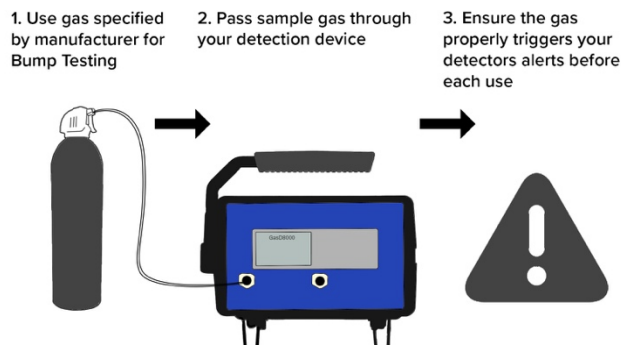 1. Use gas specified
by manufacturer for
Bump Testing
2. Pass sample gas through
your detection device
3. Ensure the gas
properly triggers your
detectors alerts before
each use
GasD8000